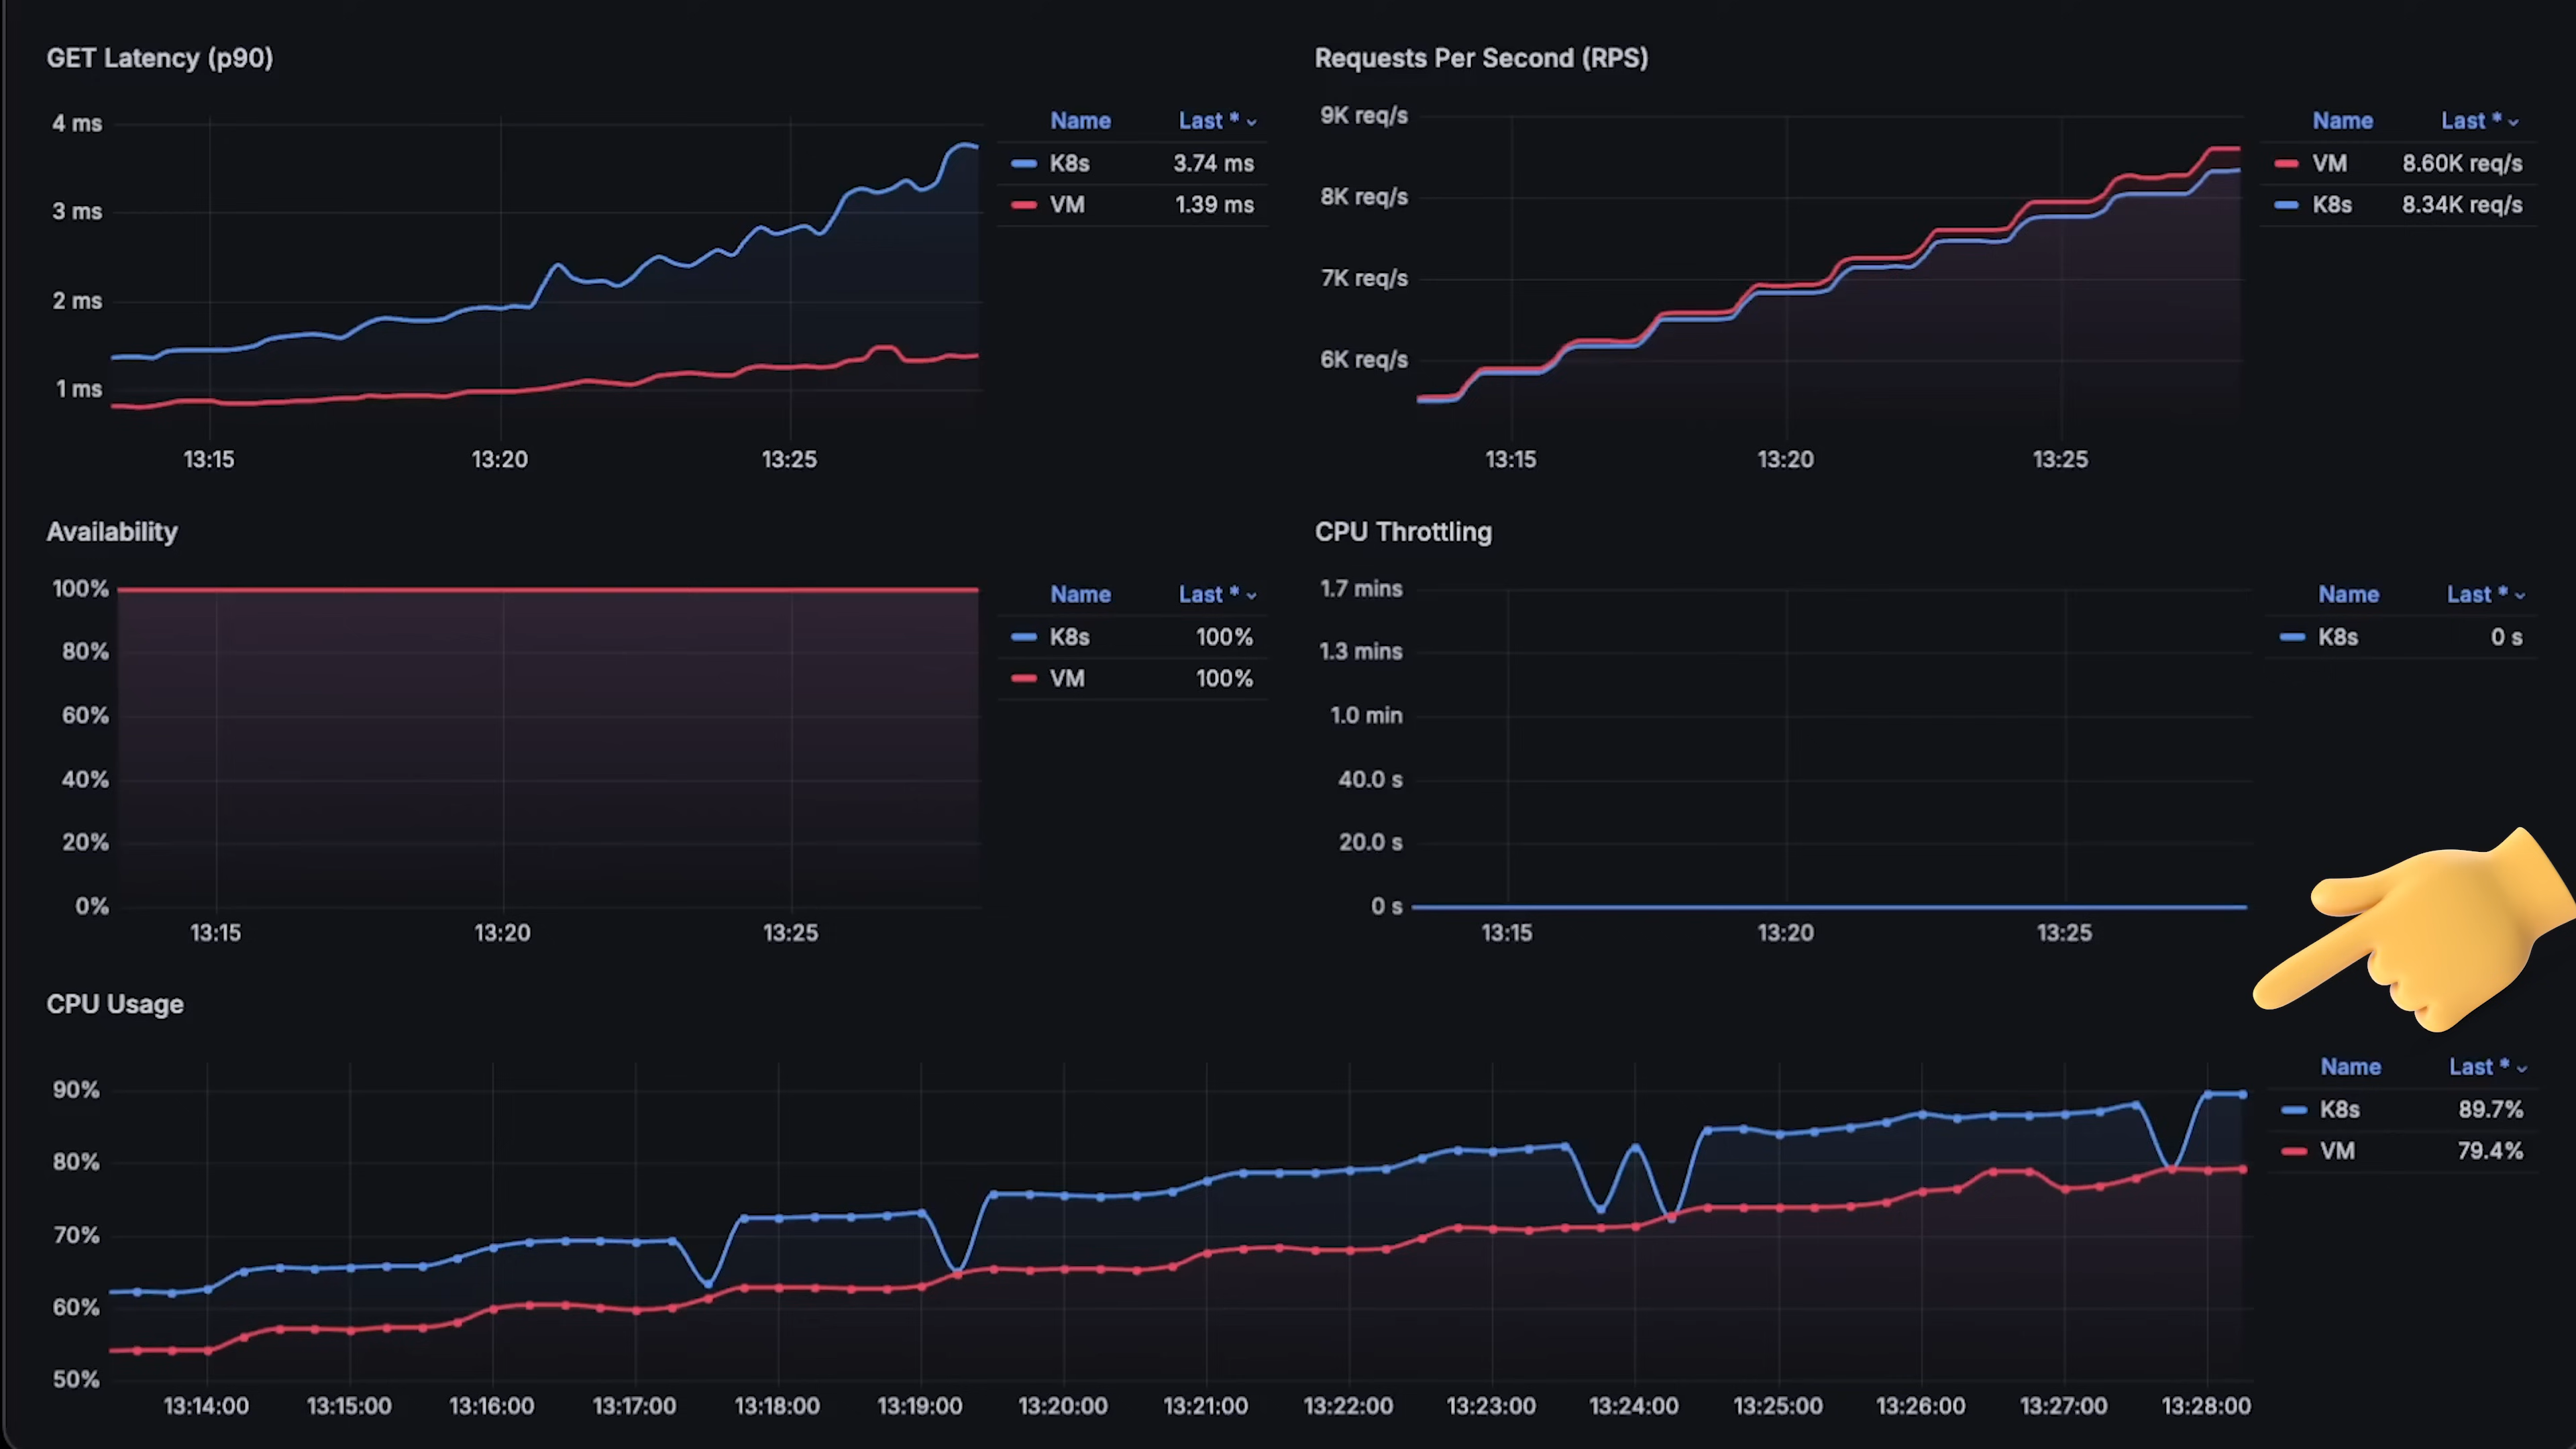 GET Latency (p90)
4 ms
3 ms
2 ms
1 ms
13:15
13:20
13:25
Name Last *
K8s 3.74 ms
VM 1.39 ms
Requests Per Second (RPS)
9K req/s
8K req/s
7K req/s
6K req/s
13:15
13:20
13:25
Name Last *
VM 8.60K req/s
K8s 8.34K req/s
Availability
100%
80%
60%
40%
20%
0%
13:15
13:20
13:25
Name Last *
K8s 100%
VM 100%
CPU Throttling
1.7 mins
1.3 mins
1.0 min
40.0 s
20.0 s
0 s
13:15
13:20
13:25
Name Last *
K8s 0 s
CPU Usage
90%
80%
70%
60%
50%
13:14:00
13:15:00
13:16:00
13:17:00
13:18:00
13:19:00
13:20:00
13:21:00
13:22:00
13:23:00
13:24:00
13:25:00
13:26:00
13:27:00
13:28:00
Name Last *
K8s 89.7%
VM 79.4%